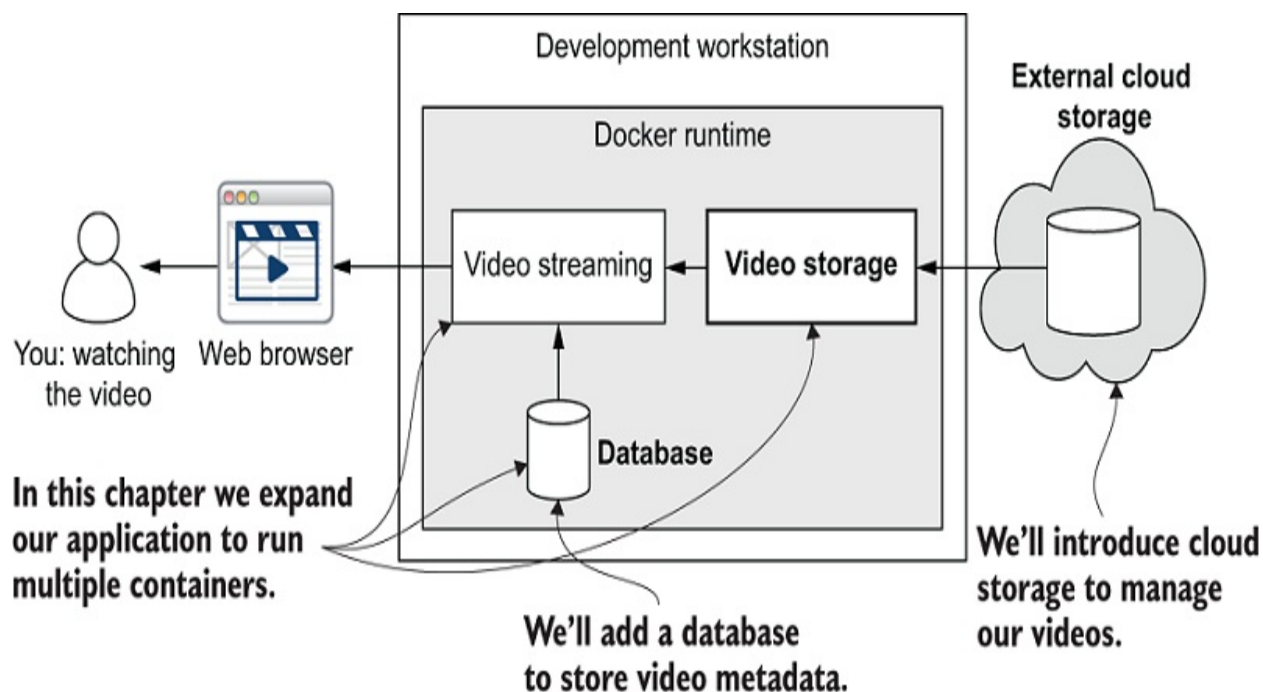 Development workstation
External cloud
storage
Docker runtime
Video streaming
Video storage
You: watching
the video
Web browser
Database
In this chapter we expand
our application to run
multiple containers.
We'll add a database
to store video metadata.
We'll introduce cloud
storage to manage
our videos.